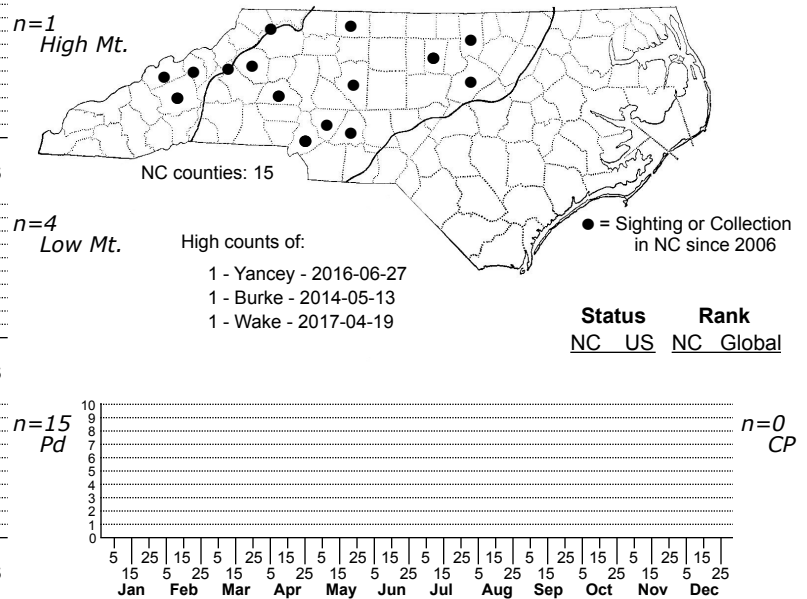 n=1
High Mt.
NC counties: 15
n=4
Low Mt.
High counts of:
1 - Yancey - 2016-06-27
1 - Burke - 2014-05-13
1 - Wake - 2017-04-19
● = Sighting or Collection
in NC since 2006
Status Rank
NC US NC Global
n=15
Pd
10
9
8
7
6
5
4
3
2
1
0
n=0
CP
5 25 15 5 25 15 5 25 15 5 25 15 5 25 15 5 25 15
15 5 25 15 5 25 15 5 25 15 5 25 15 5 25 15 5 25
Jan Feb Mar Apr May Jun Jul Aug Sep Oct Nov Dec